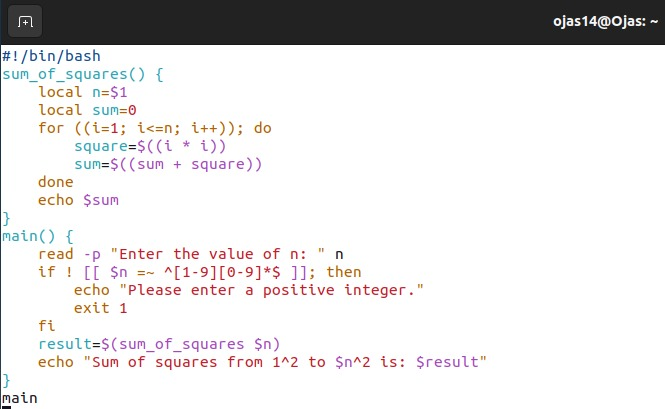 ojas14@Ojas: ~
#!/bin/bash
sum_of_squares() {
    local n=$1
    local sum=0
    for ((i=1; i<=n; i++)); do
        square=$((i * i))
        sum=$((sum + square))
    done
    echo $sum
}
main() {
    read -p "Enter the value of n: " n
    if ! [[ $n =~ ^[1-9][0-9]*$ ]]; then
        echo "Please enter a positive integer."
        exit 1
    fi
    result=$(sum_of_squares $n)
    echo "Sum of squares from 1^2 to $n^2 is: $result"
}
main